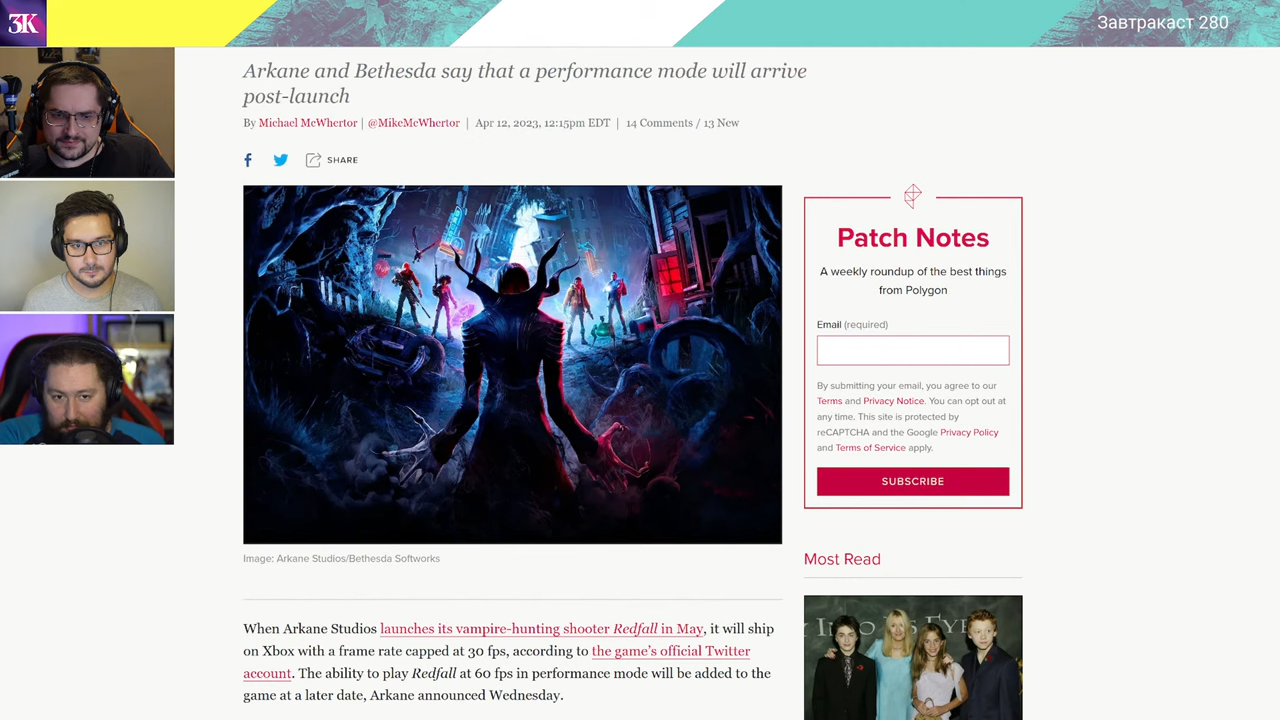 3K
Завтракаст 280
Arkane and Bethesda say that a performance mode will arrive
post-launch
By Michael McWhertor | @MikeMcWhertor | Apr 12, 2023, 12:15pm EDT | 14 Comments / 13 New
SHARE
Image: Arkane Studios/Bethesda Softworks
When Arkane Studios launches its vampire-hunting shooter Redfall in May, it will ship
on Xbox with a frame rate capped at 30 fps, according to the game’s official Twitter
account. The ability to play Redfall at 60 fps in performance mode will be added to the
game at a later date, Arkane announced Wednesday.
Patch Notes
A weekly roundup of the best things
from Polygon
Email (required)
By submitting your email, you agree to our
Terms and Privacy Notice. You can opt out at
any time. This site is protected by
reCAPTCHA and the Google Privacy Policy
and Terms of Service apply.
SUBSCRIBE
Most Read